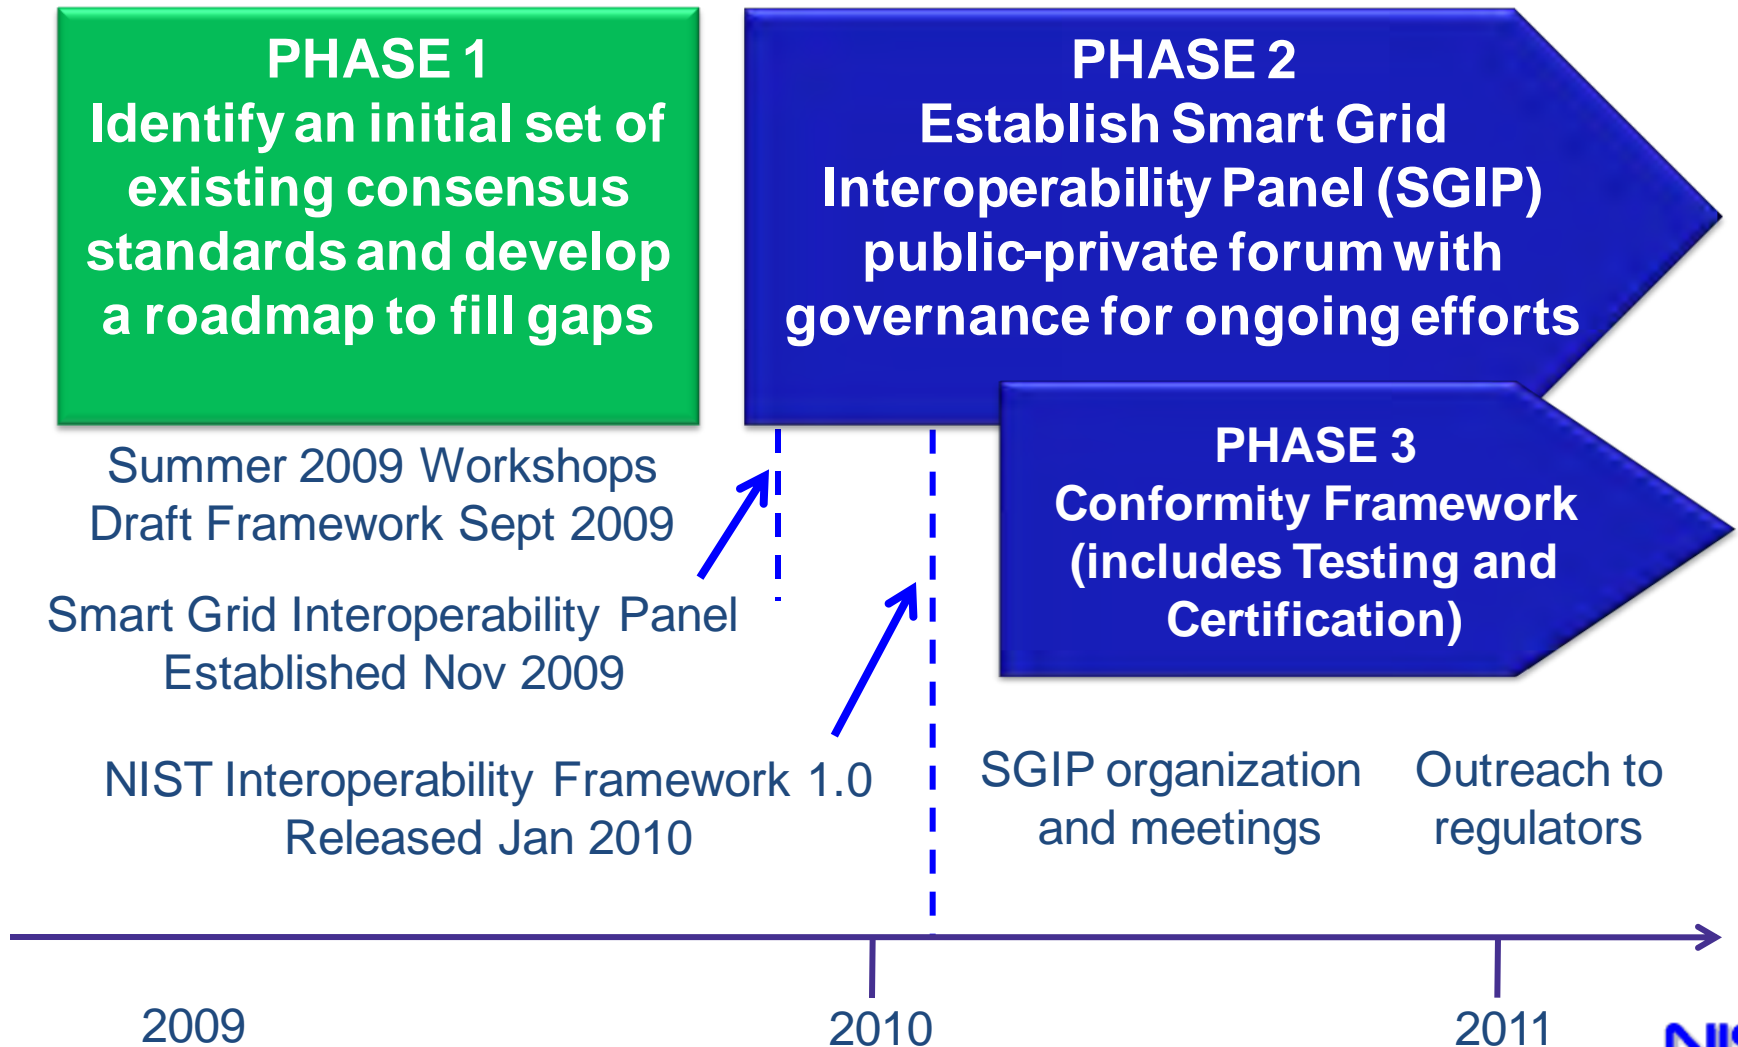 PHASE 1
Identify an initial set of
existing consensus
standards and develop
a roadmap to fill gaps
PHASE 2
Establish Smart Grid
Interoperability Panel (SGIP)
public-private forum with
governance for ongoing efforts
PHASE 3
Conformity Framework
(includes Testing and
Certification)
Summer 2009 Workshops
Draft Framework Sept 2009
Smart Grid Interoperability Panel
Established Nov 2009
NIST Interoperability Framework 1.0
Released Jan 2010
SGIP organization
and meetings
Outreach to
regulators
2009
2010
2011